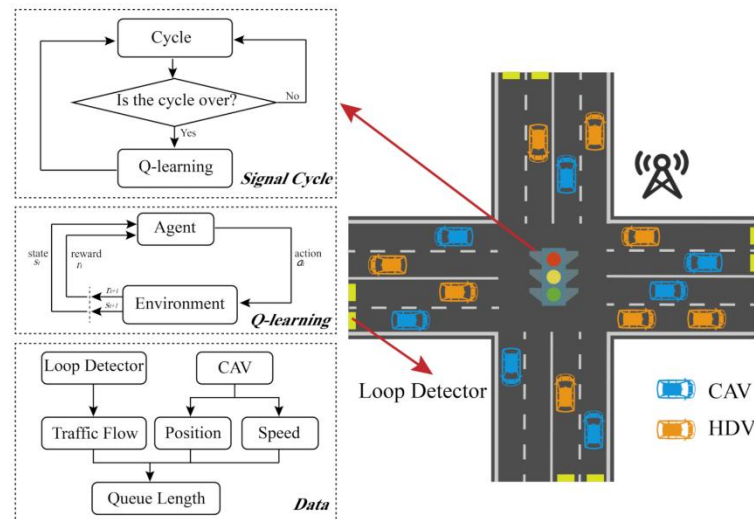 Cycle
Is the cycle over?
No
Yes
Q-learning
Signal Cycle
Agent
state
sₜ
reward
rₜ
action
aₜ
rₜ₊₁
sₜ₊₁
Environment
Q-learning
Loop Detector
CAV
Traffic Flow
Position
Speed
Queue Length
Data
Loop Detector
CAV
HDV